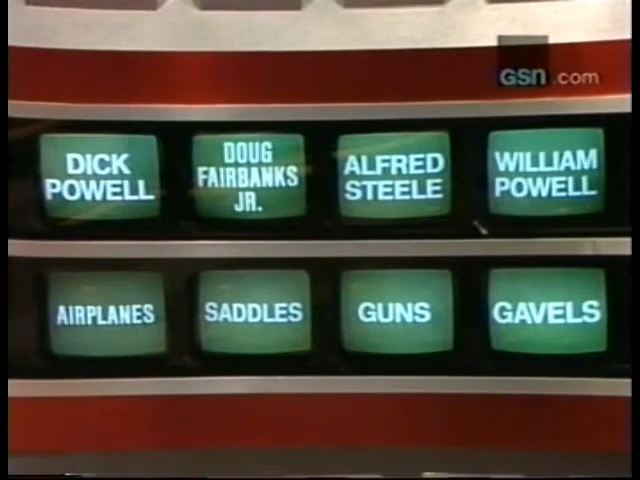 GSN.com
DICK
POWELL
DOUG
FAIRBANKS
JR.
ALFRED
STEELE
WILLIAM
POWELL
AIRPLANES
SADDLES
GUNS
GAVELS